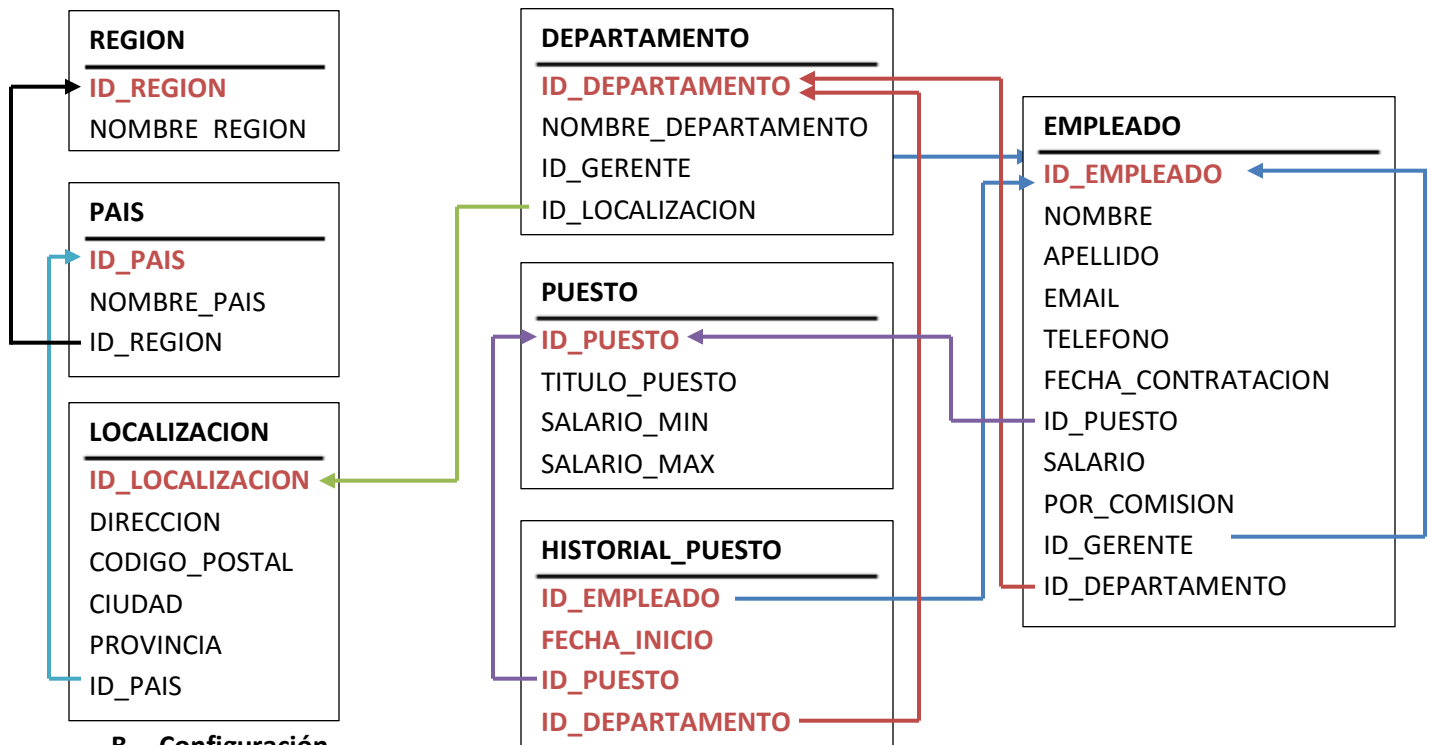 REGION
ID_REGION
NOMBRE REGION
PAIS
ID_PAIS
NOMBRE_PAIS
ID_REGION
LOCALIZACION
ID_LOCALIZACION
DIRECCION
CODIGO_POSTAL
CIUDAD
PROVINCIA
ID_PAIS
DEPARTAMENTO
ID_DEPARTAMENTO
NOMBRE_DEPARTAMENTO
ID_GERENTE
ID_LOCALIZACION
PUESTO
ID_PUESTO
TITULO_PUESTO
SALARIO_MIN
SALARIO_MAX
HISTORIAL_PUESTO
ID_EMPLEADO
FECHA_INICIO
ID_PUESTO
ID_DEPARTAMENTO
EMPLEADO
ID_EMPLEADO
NOMBRE
APELLIDO
EMAIL
TELEFONO
FECHA_CONTRATACION
ID_PUESTO
SALARIO
POR_COMISION
ID_GERENTE
ID_DEPARTAMENTO
B. Configuración